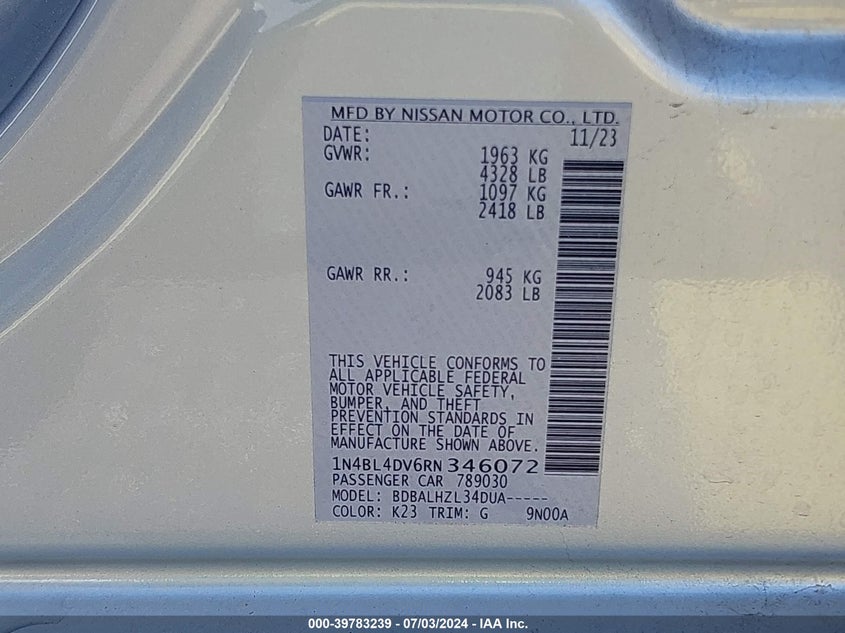 MFD BY NISSAN MOTOR CO., LTD.
DATE: 11/23
GVWR: 1963 KG
4328 LB
GAWR FR.: 1097 KG
2418 LB
GAWR RR.: 945 KG
2083 LB
THIS VEHICLE CONFORMS TO
ALL APPLICABLE FEDERAL
MOTOR VEHICLE SAFETY,
BUMPER, AND THEFT
PREVENTION STANDARDS IN
EFFECT ON THE DATE OF
MANUFACTURE SHOWN ABOVE.
1N4BL4DV6RN 346072
PASSENGER CAR 789030
MODEL: BDBALHZL34DUA-----
COLOR: K23 TRIM: G 9N00A
000-39783239 - 07/03/2024 - IAA Inc.